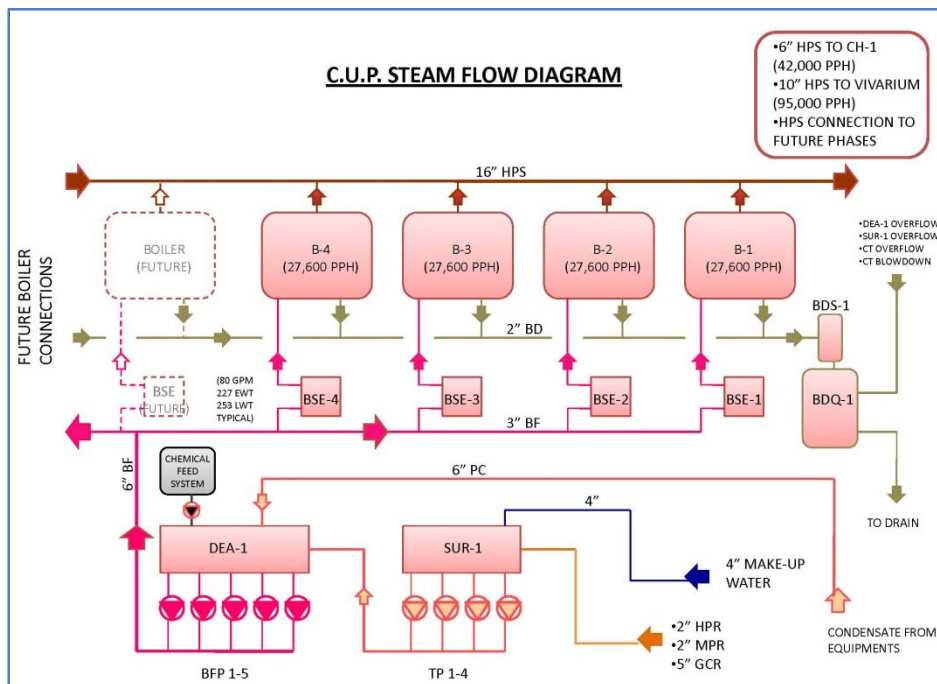 C.U.P. STEAM FLOW DIAGRAM
•6” HPS TO CH-1
(42,000 PPH)
•10” HPS TO VIVARIUM
(95,000 PPH)
•HPS CONNECTION TO
FUTURE PHASES
16” HPS
FUTURE BOILER
CONNECTIONS
BOILER
(FUTURE)
B-4
(27,600 PPH)
B-3
(27,600 PPH)
B-2
(27,600 PPH)
B-1
(27,600 PPH)
•DEA-1 OVERFLOW
•SUR-1 OVERFLOW
•CT OVERFLOW
•CT BLOWDOWN
2” BD
BDS-1
BSE
(FUTURE)
(80 GPM
227 EWT
253 LWT
TYPICAL)
BSE-4
BSE-3
BSE-2
BSE-1
BDQ-1
3” BF
6” BF
CHEMICAL
FEED
SYSTEM
6” PC
4”
TO DRAIN
DEA-1
SUR-1
4” MAKE-UP
WATER
•2” HPR
•2” MPR
•5” GCR
CONDENSATE FROM
EQUIPMENTS
BFP 1-5
TP 1-4